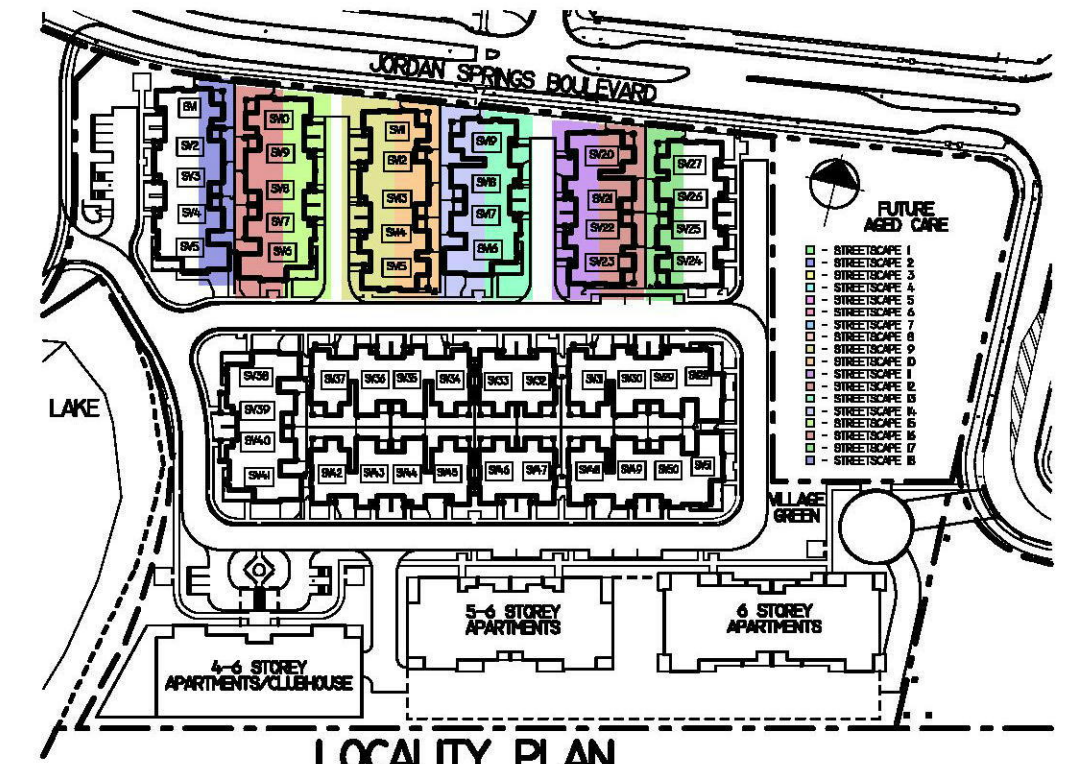 JORDAN SPRINGS BOULEVARD
SV1
SV2
SV3
SV4
SV5
SV10
SV9
SV8
SV7
SV6
SV11
SV12
SV13
SV14
SV15
SV19
SV18
SV17
SV16
SV20
SV21
SV22
SV23
SV27
SV26
SV25
SV24
FUTURE
AGED CARE
- STREETSCAPE 1
- STREETSCAPE 2
- STREETSCAPE 3
- STREETSCAPE 4
- STREETSCAPE 5
- STREETSCAPE 6
- STREETSCAPE 7
- STREETSCAPE 8
- STREETSCAPE 9
- STREETSCAPE 10
- STREETSCAPE 11
- STREETSCAPE 12
- STREETSCAPE 13
- STREETSCAPE 14
- STREETSCAPE 15
- STREETSCAPE 16
- STREETSCAPE 17
- STREETSCAPE 18
LAKE
SV38
SV39
SV40
SV41
SV37 SV36 SV35 SV34 SV33 SV32 SV31 SV30 SV29 SV28
SV42 SV43 SV44 SV45 SV46 SV47 SV48 SV49 SV50 SV51
VILLAGE
GREEN
5-6 STOREY
APARTMENTS
6 STOREY
APARTMENTS
4-6 STOREY
APARTMENTS/CLUBHOUSE
LOCALITY PLAN